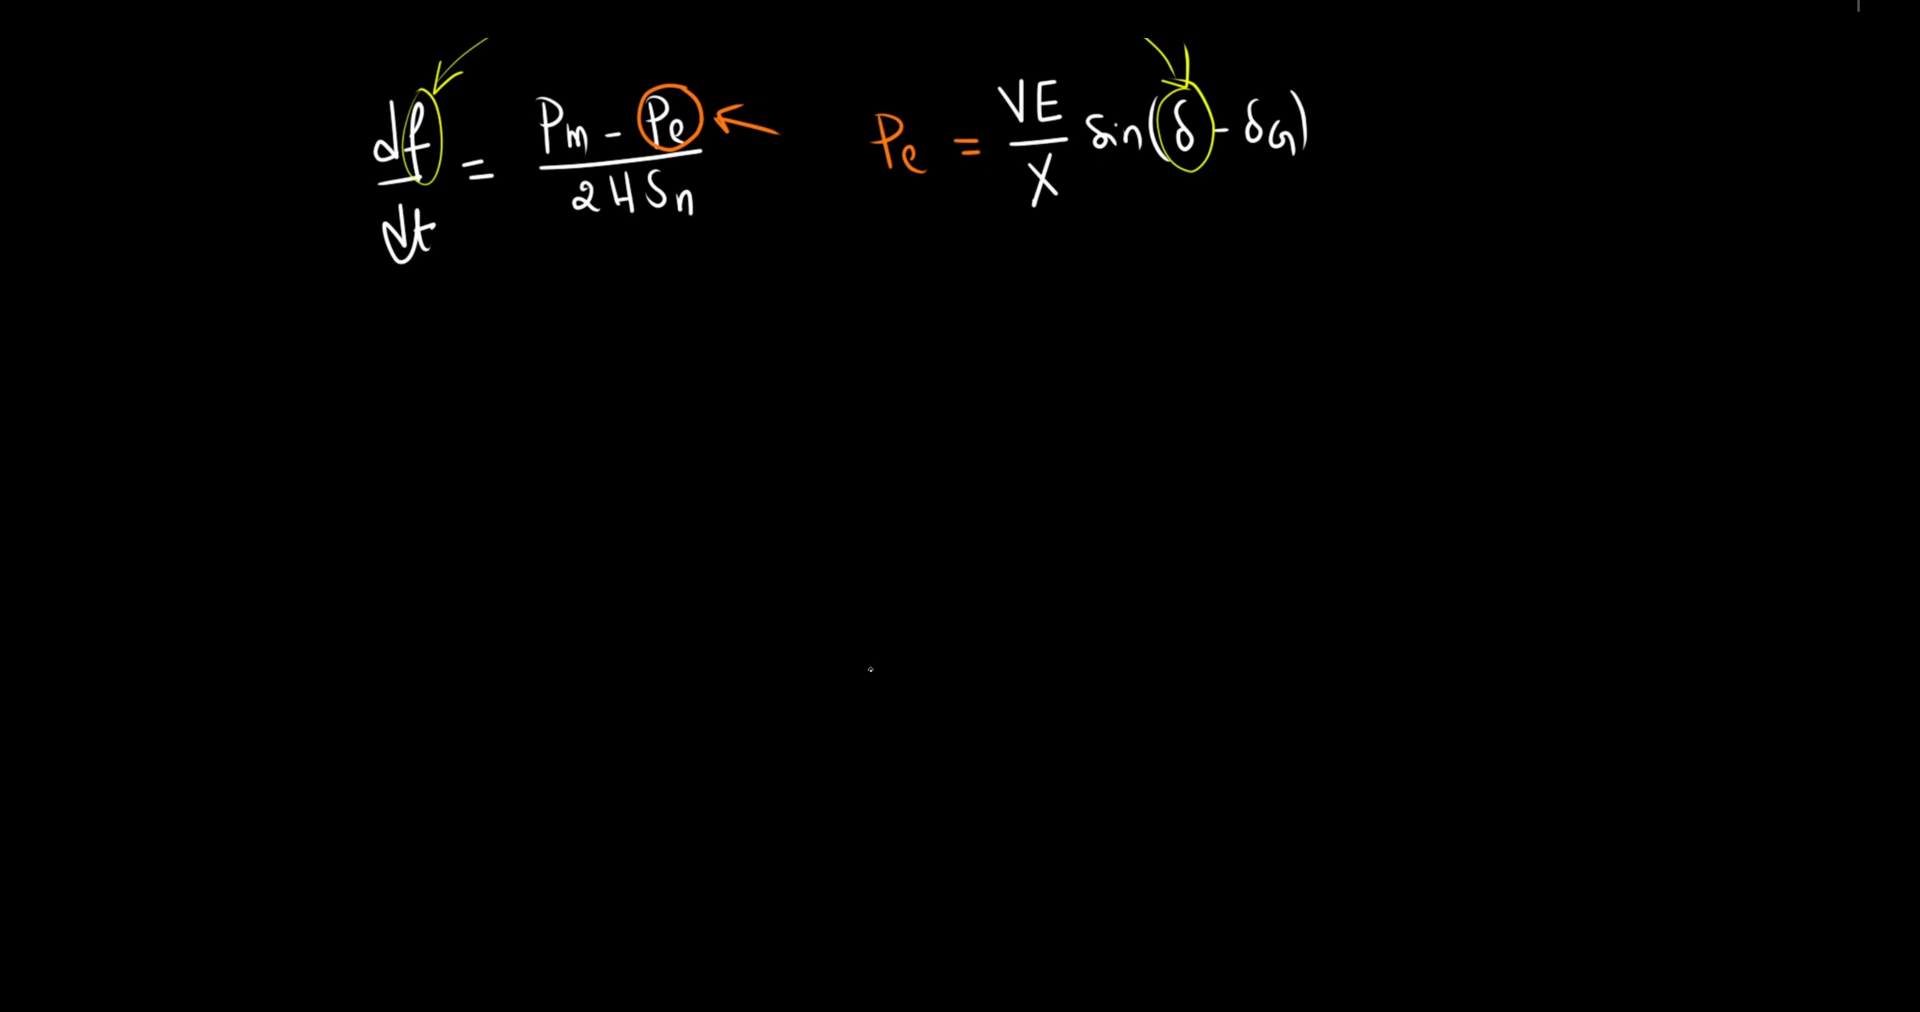 df/dt = (Pm - Pe)/(2HSn)    Pe = (VE/X) sin(δ - δG)